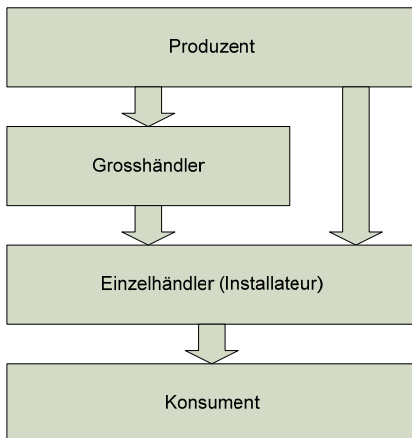 Produzent
Grosshändler
Einzelhändler (Installateur)
Konsument